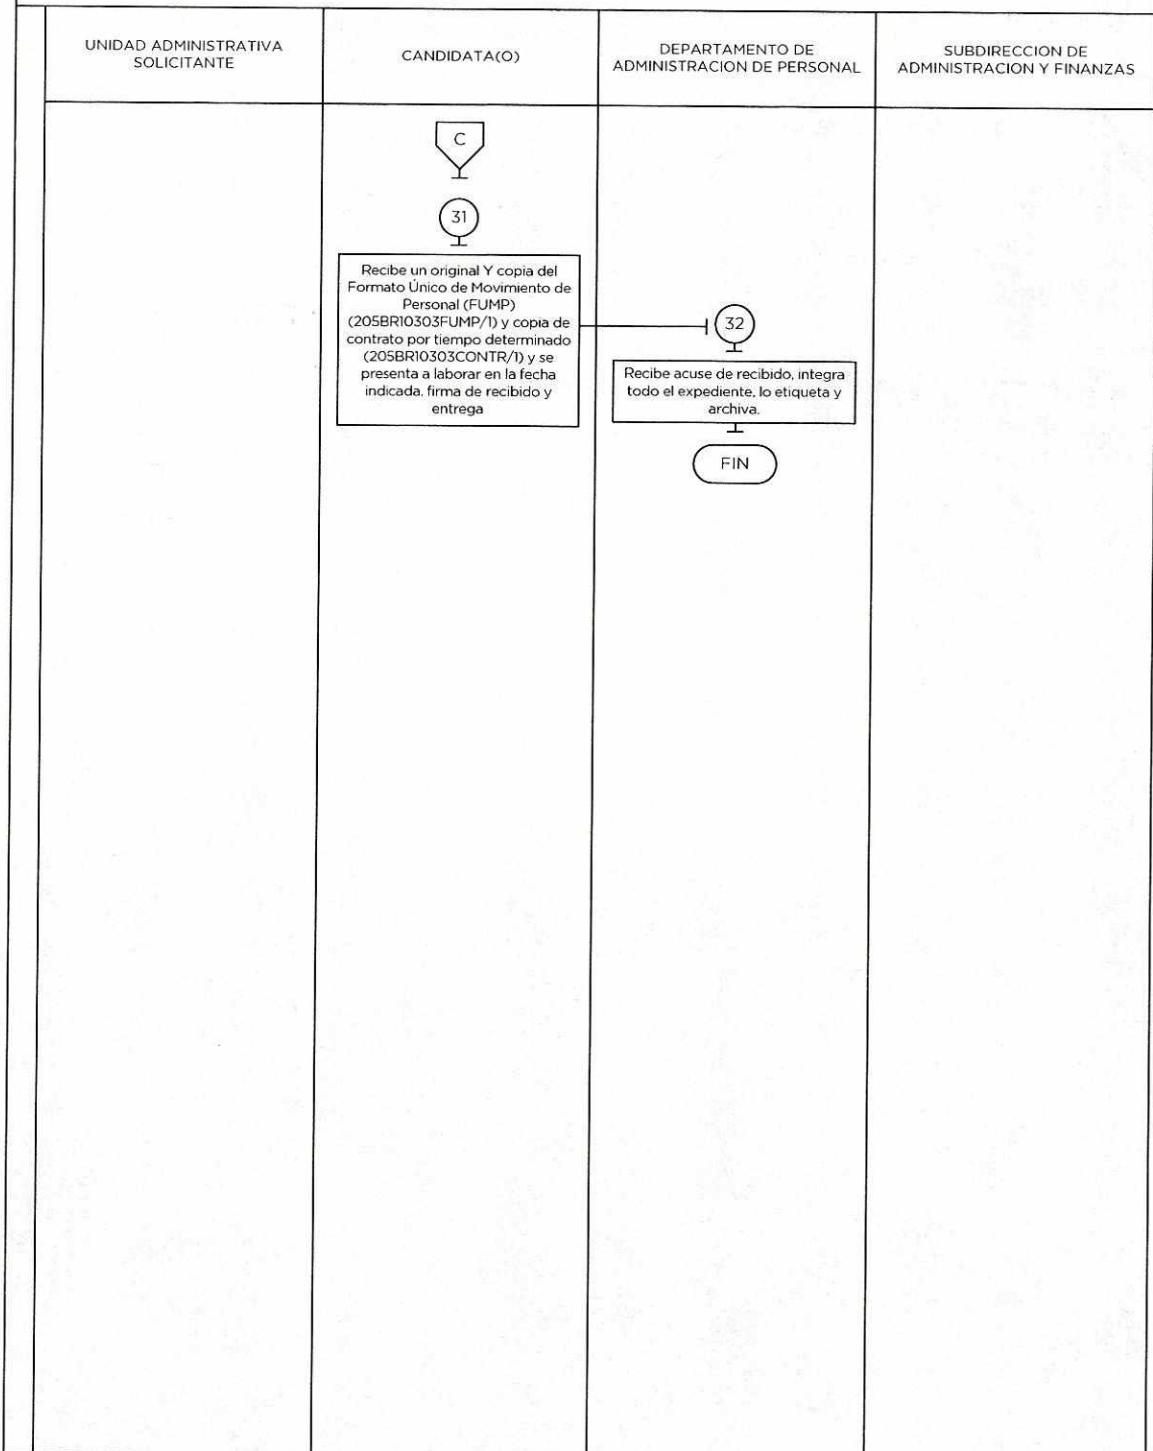 UNIDAD ADMINISTRATIVA
SOLICITANTE
CANDIDATA(O)
DEPARTAMENTO DE
ADMINISTRACION DE PERSONAL
SUBDIRECCION DE
ADMINISTRACION Y FINANZAS
C
31
Recibe un original Y copia del
Formato Único de Movimiento de
Personal (FUMP)
(205BR10303FUMP/1) y copia de
contrato por tiempo determinado
(205BR10303CONTR/1) y se
presenta a laborar en la fecha
indicada. firma de recibido y
entrega
32
Recibe acuse de recibido, integra
todo el expediente, lo etiqueta y
archiva.
FIN